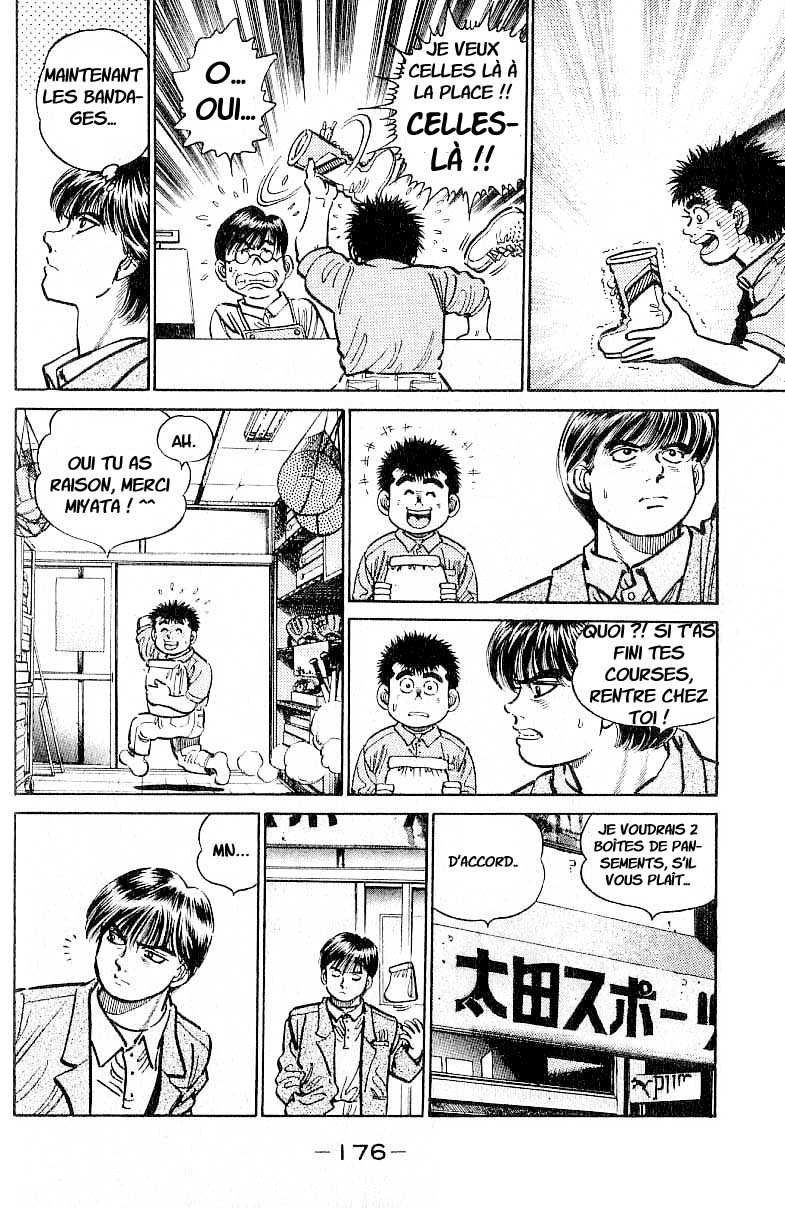 JE VEUX
CELLES LÀ À
LA PLACE !!
CELLES-
LÀ !!
O...
OUI...
MAINTENANT
LES BANDA-
GES...
QUOI ?! SI T'AS
FINI TES
COURSES,
RENTRE CHEZ
TOI !
AH.
OUI TU AS
RAISON, MERCI
MIYATA ! ^^
JE VOUDRAIS 2
BOÎTES DE PAN-
SEMENTS, S'IL
VOUS PLAÎT...
D'ACCORD..
太田スポーツ
MN...
-176-